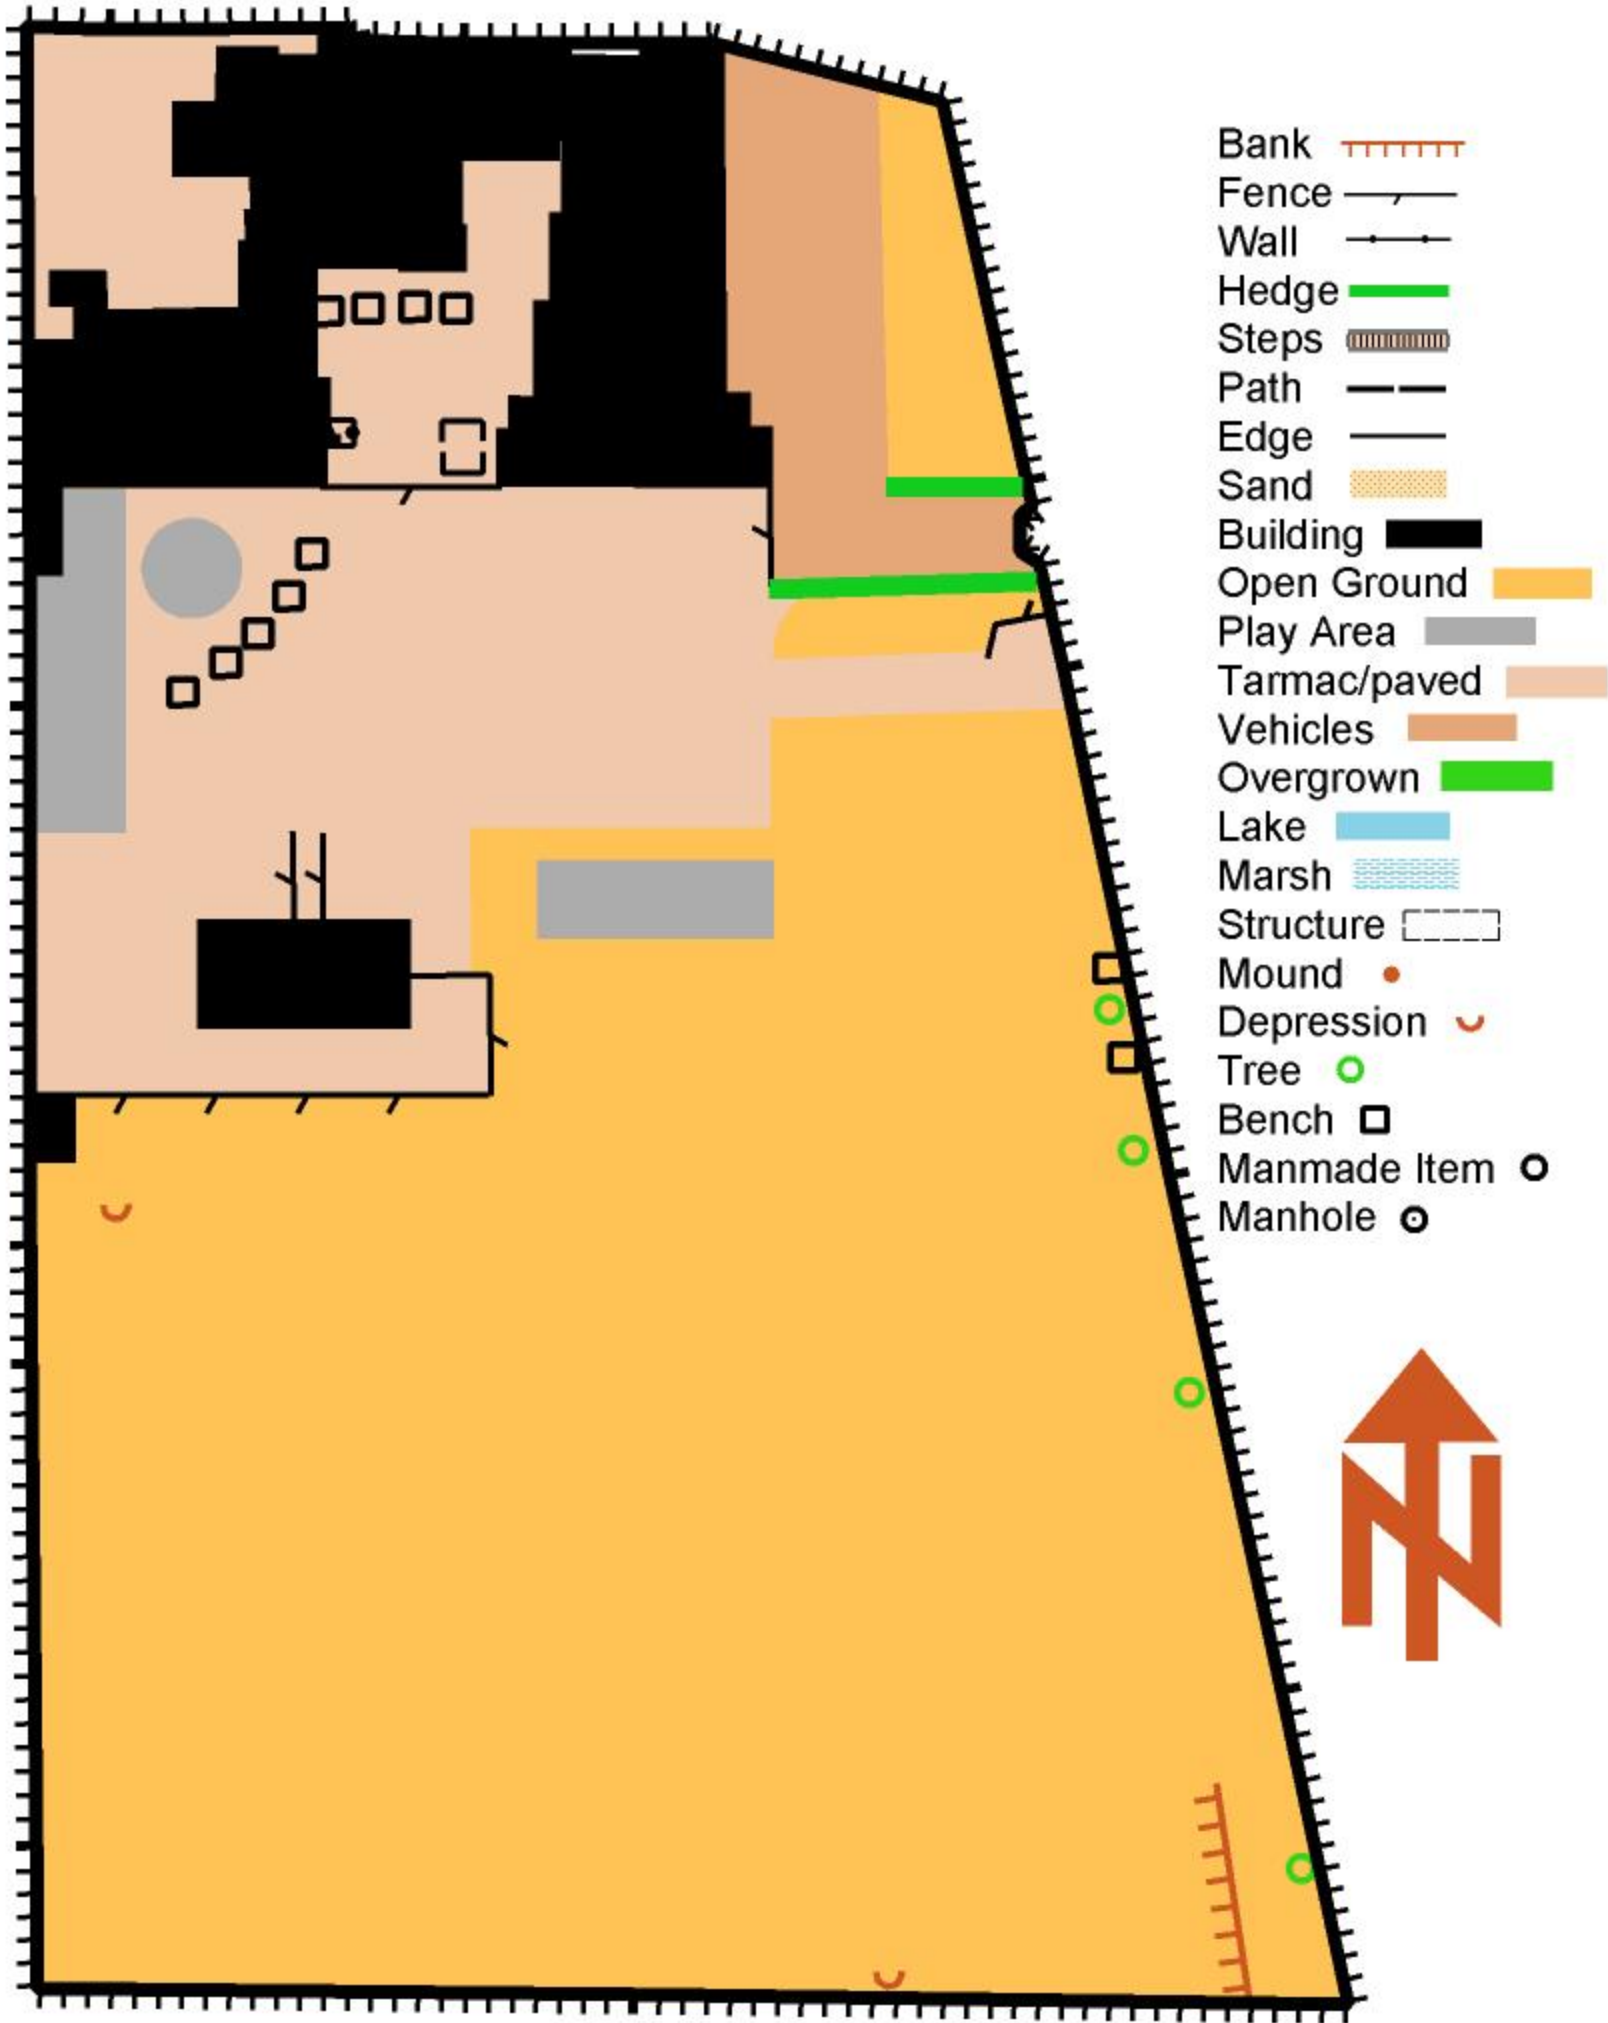 Bank
Fence
Wall
Hedge
Steps
Path
Edge
Sand
Building
Open Ground
Play Area
Tarmac/paved
Vehicles
Overgrown
Lake
Marsh
Structure
Mound
Depression
Tree
Bench
Manmade Item
Manhole
N